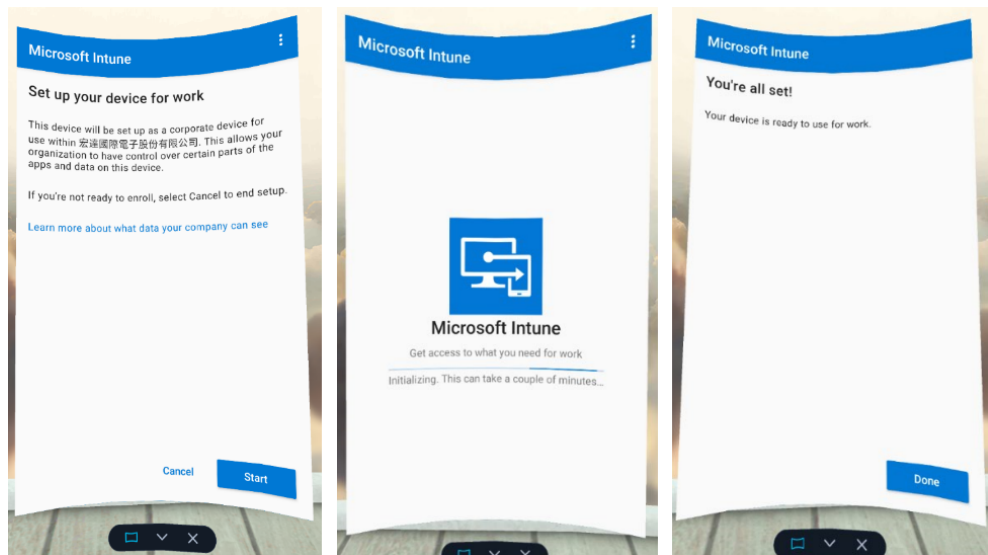 Microsoft Intune
Set up your device for work
This device will be set up as a corporate device for
use within 宏達國際電子股份有限公司. This allows your
organization to have control over certain parts of the
apps and data on this device.
If you're not ready to enroll, select Cancel to end setup.
Learn more about what data your company can see
Cancel
Start
Microsoft Intune
Microsoft Intune
Get access to what you need for work
Initializing. This can take a couple of minutes...
Microsoft Intune
You're all set!
Your device is ready to use for work.
Done